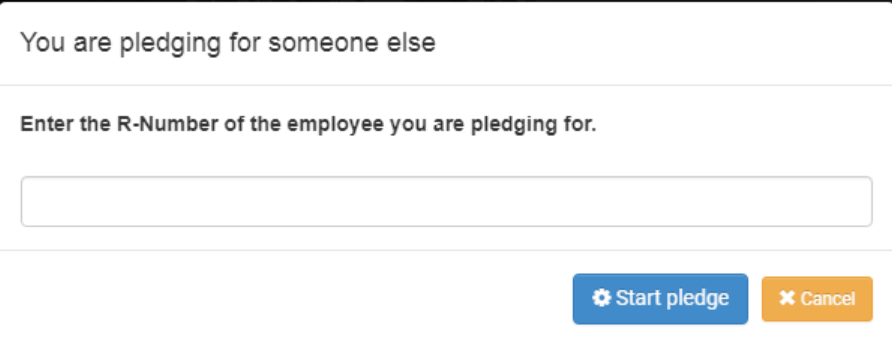 You are pledging for someone else
Enter the R-Number of the employee you are pledging for.
Start pledge
Cancel